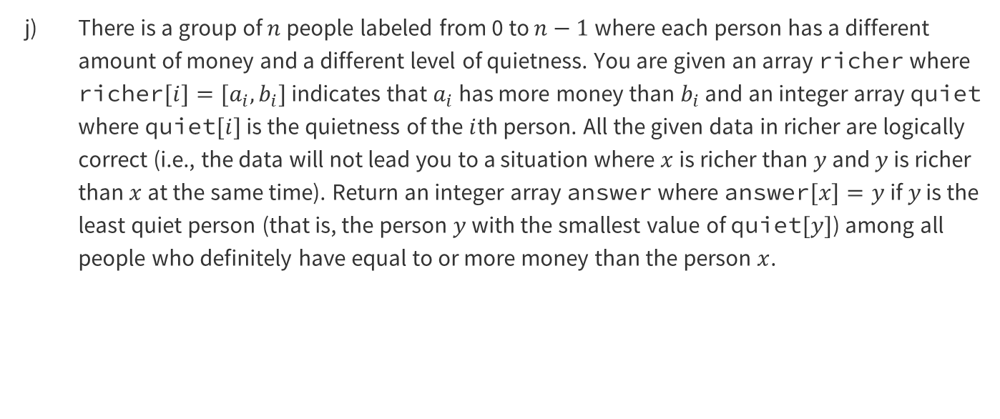 j) There is a group of n people labeled from 0 to n − 1 where each person has a different
amount of money and a different level of quietness. You are given an array richer where
richer[i] = [aᵢ, bᵢ] indicates that aᵢ has more money than bᵢ and an integer array quiet
where quiet[i] is the quietness of the ith person. All the given data in richer are logically
correct (i.e., the data will not lead you to a situation where x is richer than y and y is richer
than x at the same time). Return an integer array answer where answer[x] = y if y is the
least quiet person (that is, the person y with the smallest value of quiet[y]) among all
people who definitely have equal to or more money than the person x.